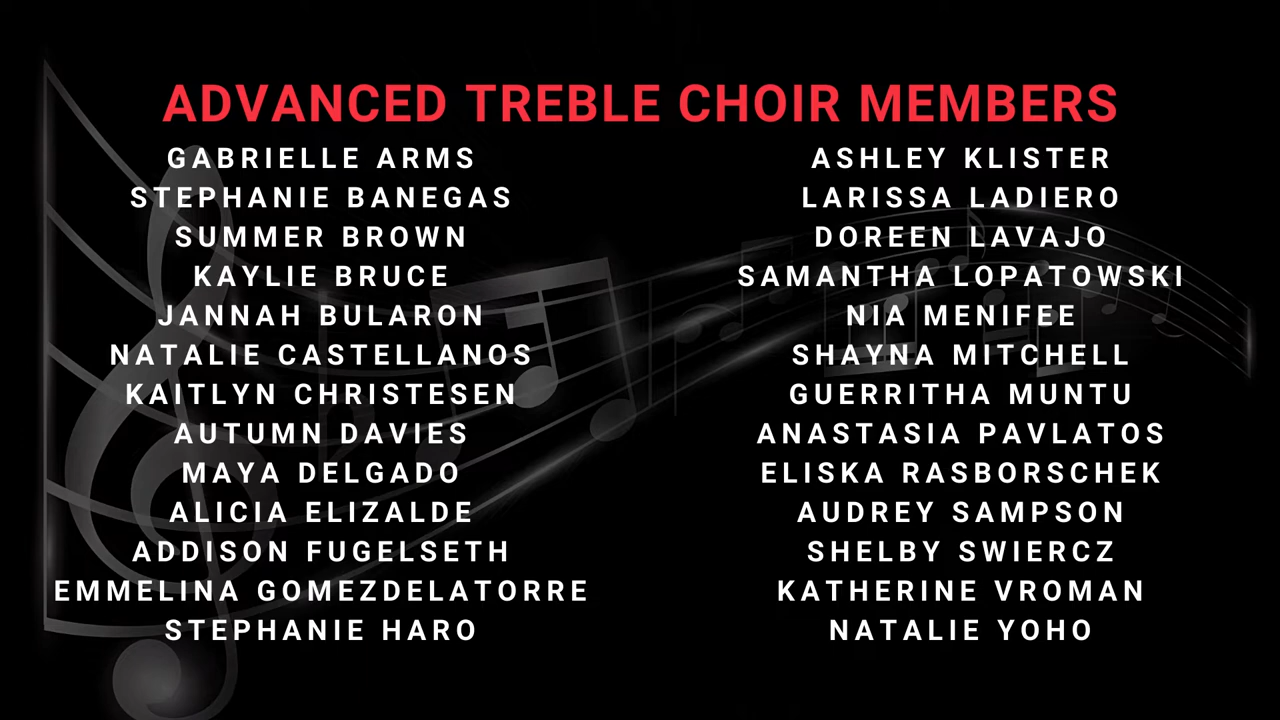 ADVANCED TREBLE CHOIR MEMBERS
GABRIELLE ARMS
STEPHANIE BANEGAS
SUMMER BROWN
KAYLIE BRUCE
JANNAH BULARON
NATALIE CASTELLANOS
KAITLYN CHRISTESEN
AUTUMN DAVIES
MAYA DELGADO
ALICIA ELIZALDE
ADDISON FUGELSETH
EMMELINA GOMEZDELATORRE
STEPHANIE HARO
ASHLEY KLISTER
LARISSA LADIERO
DOREEN LAVAJO
SAMANTHA LOPATOWSKI
NIA MENIFEE
SHAYNA MITCHELL
GUERRITHA MUNTU
ANASTASIA PAVLATOS
ELISKA RASBORSCHEK
AUDREY SAMPSON
SHELBY SWIERCZ
KATHERINE VROMAN
NATALIE YOHO